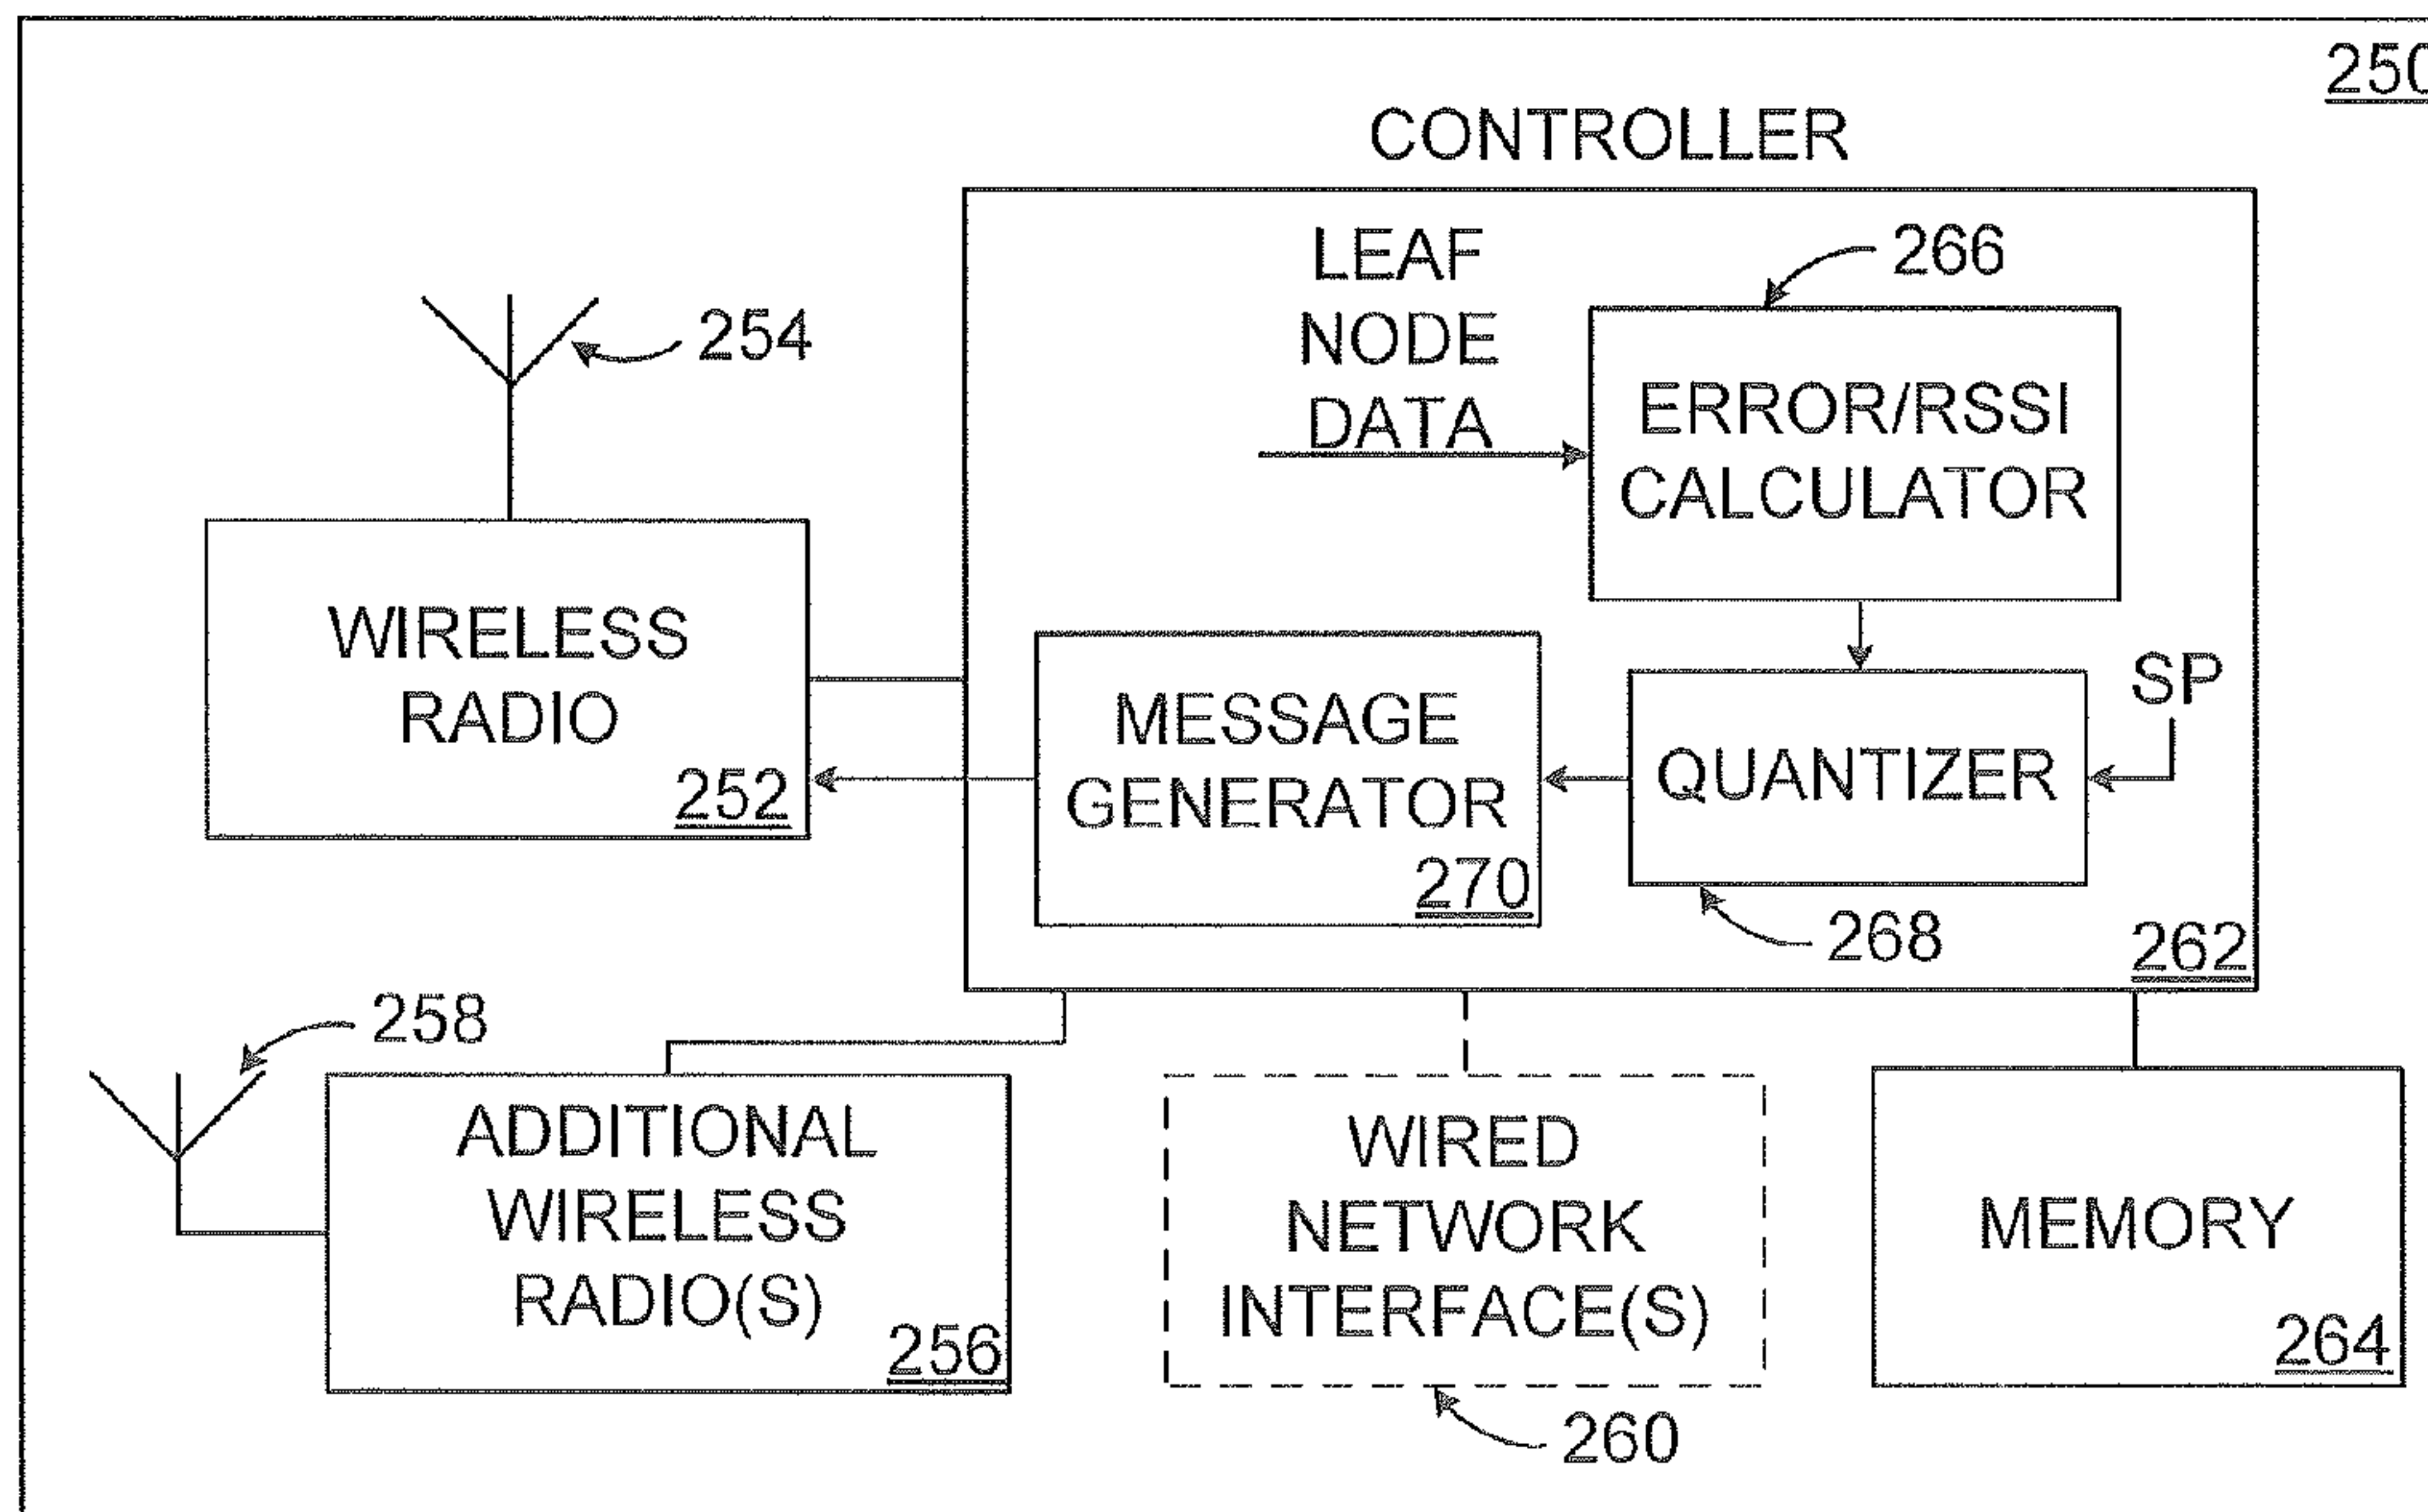 250
CONTROLLER
LEAF
NODE
DATA
266
ERROR/RSSI
CALCULATOR
254
WIRELESS
RADIO
252
MESSAGE
GENERATOR
270
QUANTIZER
SP
268
262
258
ADDITIONAL
WIRELESS
RADIO(S)
256
WIRED
NETWORK
INTERFACE(S)
260
MEMORY
264